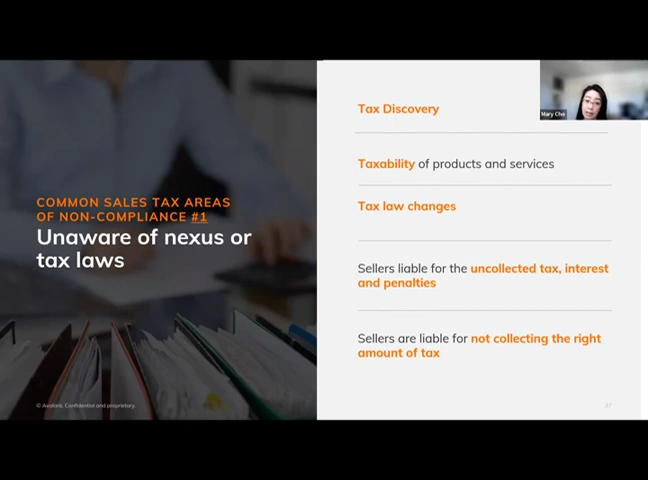 COMMON SALES TAX AREAS
OF NON-COMPLIANCE #1
Unaware of nexus or
tax laws
© Avalara. Confidential and proprietary.
Tax Discovery
Taxability of products and services
Tax law changes
Sellers liable for the uncollected tax, interest
and penalties
Sellers are liable for not collecting the right
amount of tax
37
Mary Cho